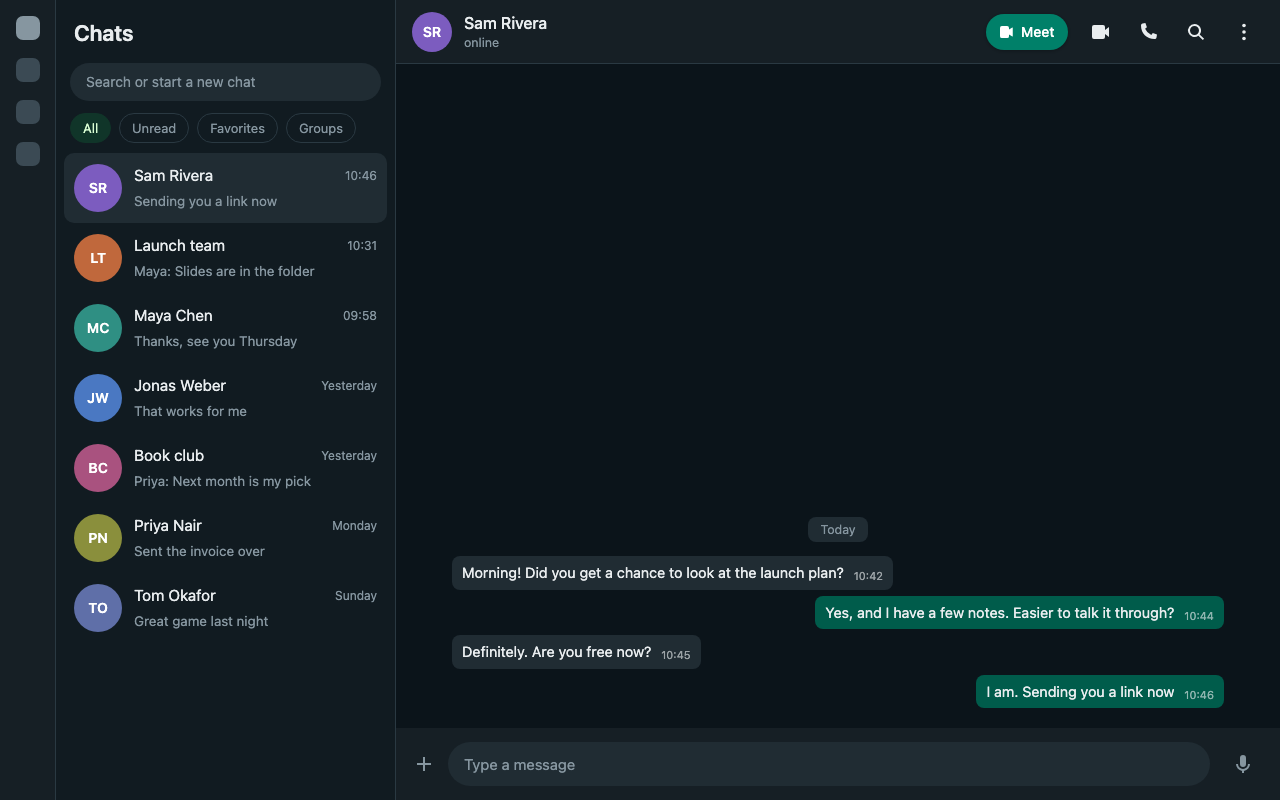 Chats
Search or start a new chat
All
Unread
Favorites
Groups
SR
Sam Rivera
10:46
Sending you a link now
LT
Launch team
10:31
Maya: Slides are in the folder
MC
Maya Chen
09:58
Thanks, see you Thursday
JW
Jonas Weber
Yesterday
That works for me
BC
Book club
Yesterday
Priya: Next month is my pick
PN
Priya Nair
Monday
Sent the invoice over
TO
Tom Okafor
Sunday
Great game last night
SR
Sam Rivera
online
Meet
Today
Morning! Did you get a chance to look at the launch plan? 10:42
Yes, and I have a few notes. Easier to talk it through? 10:44
Definitely. Are you free now? 10:45
I am. Sending you a link now 10:46
Type a message